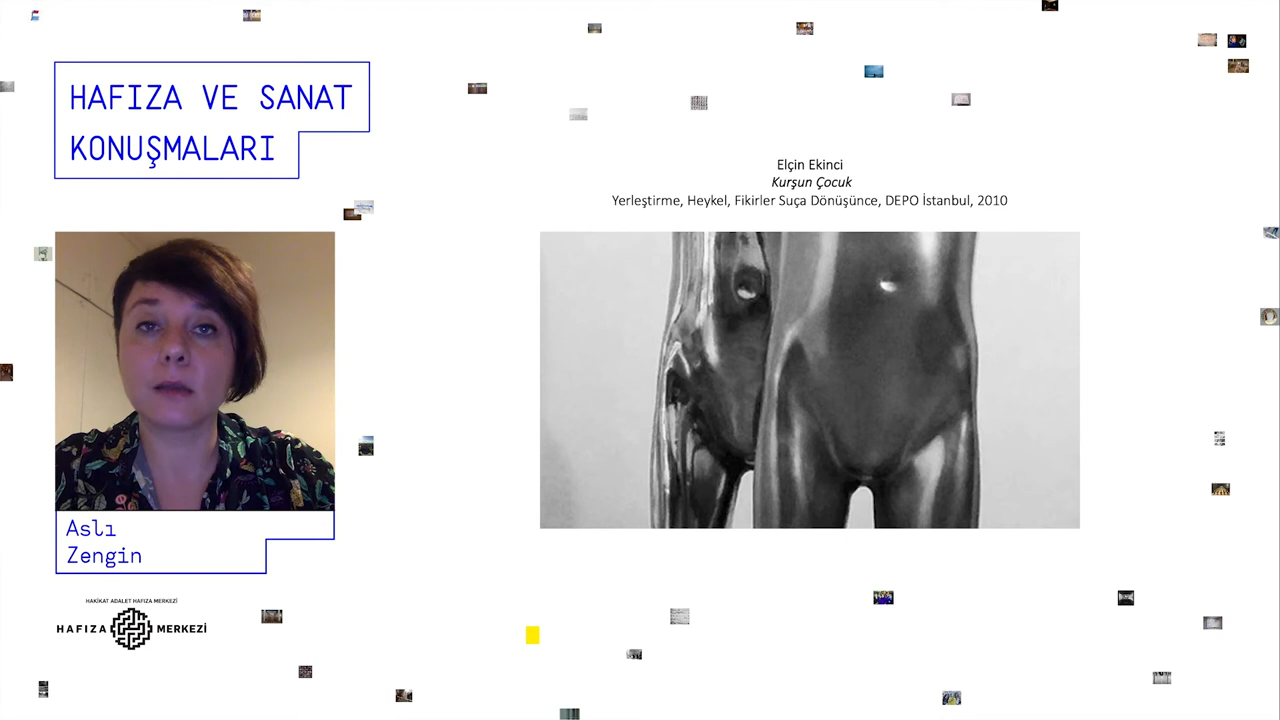 HAFIZA VE SANAT
KONUŞMALARI
Elçin Ekinci
Kurşun Çocuk
Yerleştirme, Heykel, Fikirler Suça Dönüşünce, DEPO İstanbul, 2010
Aslı
Zengin
HAKİKAT ADALET HAFIZA MERKEZİ
HAFIZA MERKEZİ